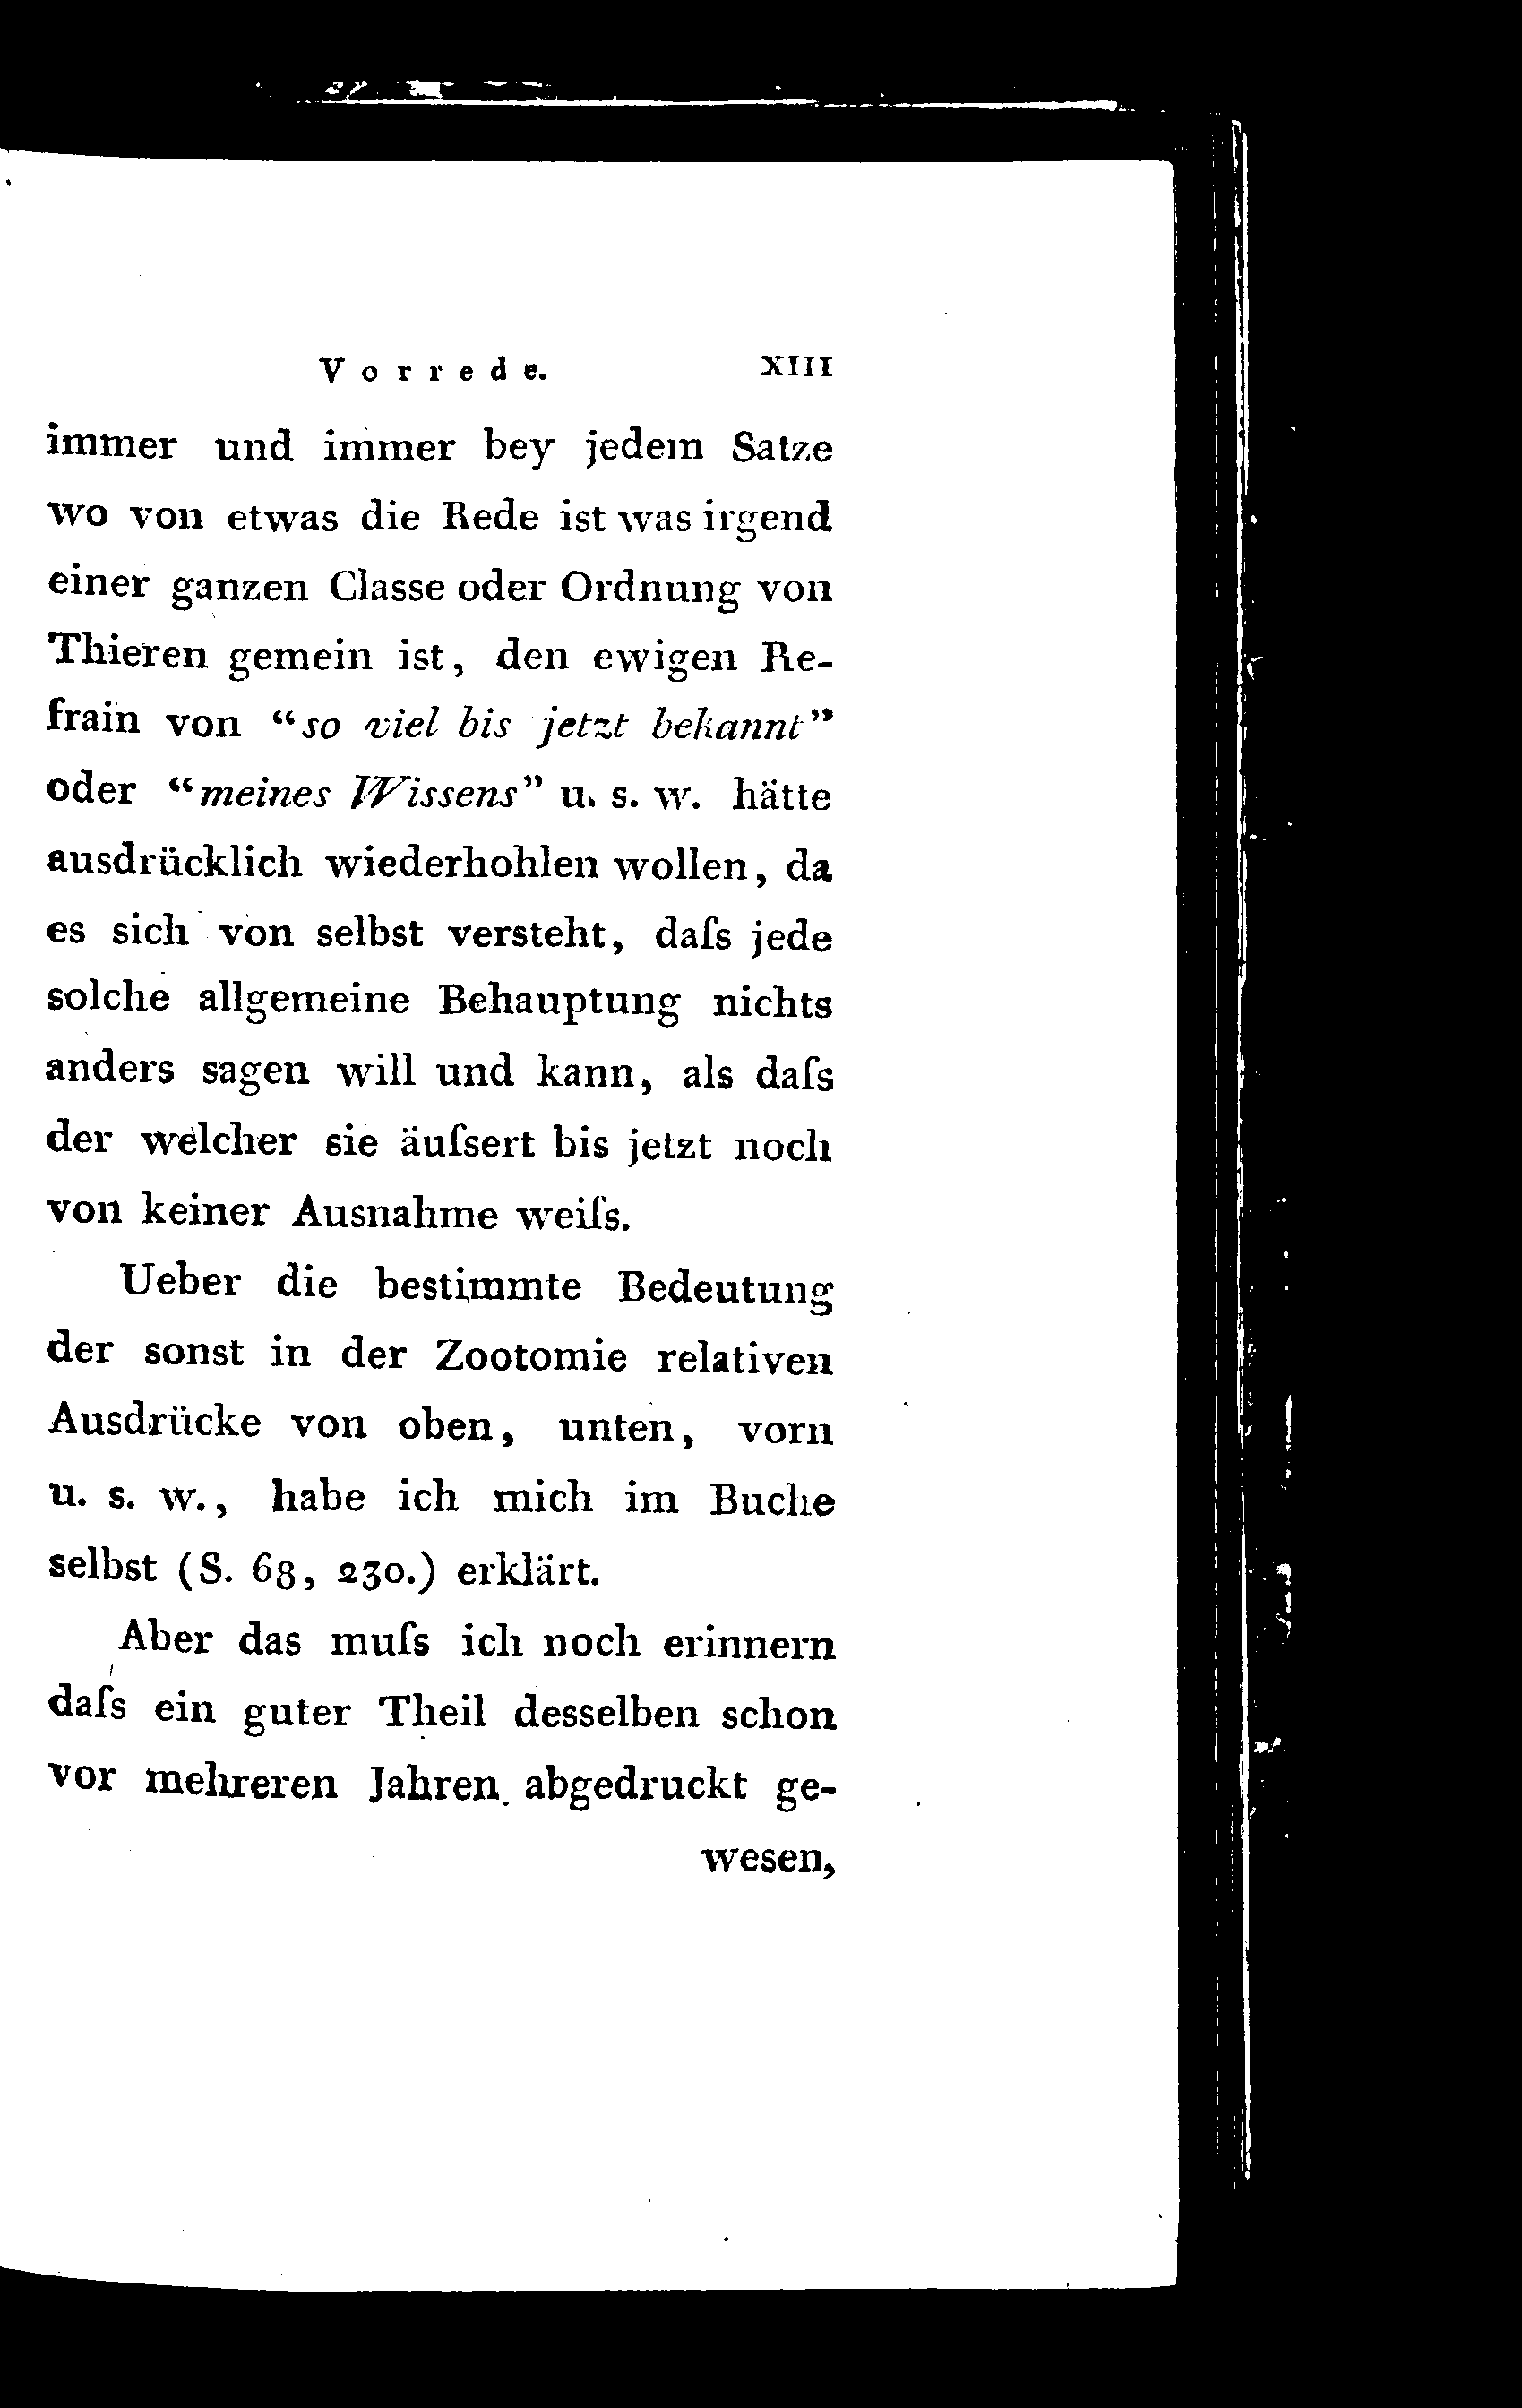 Vorrede. XIII
immer und immer bey jedem Satze
wo von etwas die Rede ist was irgend
einer ganzen Classe oder Ordnung von
Thieren gemein ist, den ewigen Re-
frain von “so viel bis jetzt bekannt”
oder “meines Wissens” u. s. w. hätte
ausdrücklich wiederhohlen wollen, da
es sich von selbst versteht, daſs jede
solche allgemeine Behauptung nichts
anders sagen will und kann, als daſs
der welcher sie äuſsert bis jetzt noch
von keiner Ausnahme weiſs.
Ueber die bestimmte Bedeutung
der sonst in der Zootomie relativen
Ausdrücke von oben, unten, vorn
u. s. w., habe ich mich im Buche
selbst (S. 68, 230.) erklärt.
Aber das muſs ich noch erinnern
daſs ein guter Theil desselben schon
vor mehreren Jahren abgedruckt ge-
wesen,